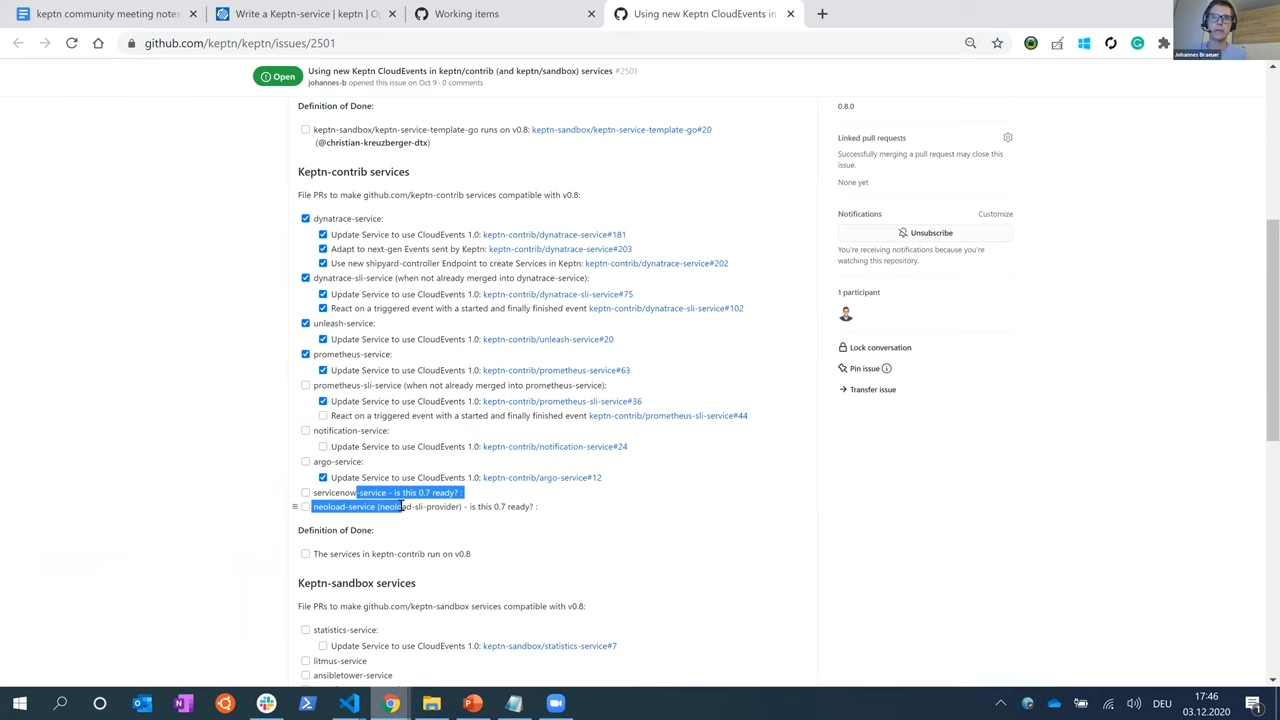 keptn community meeting notes
Write a Keptn-service | Keptn
Working items
Using new Keptn CloudEvents in
github.com/keptn/keptn/issues/2501
Johannes Braeuer
Open
Using new Keptn CloudEvents in keptn/contrib (and keptn/sandbox) services #2501
johannes-b opened this issue on Oct 9 · 0 comments
Definition of Done:
keptn-sandbox/keptn-service-template-go runs on v0.8: keptn-sandbox/keptn-service-template-go#20
(@christian-kreuzberger-dtx)
Keptn-contrib services
File PRs to make github.com/keptn-contrib services compatible with v0.8:
dynatrace-service:
Update Service to use CloudEvents 1.0: keptn-contrib/dynatrace-service#181
Adapt to next-gen Events sent by Keptn: keptn-contrib/dynatrace-service#203
Use new shipyard-controller Endpoint to create Services in Keptn: keptn-contrib/dynatrace-service#202
dynatrace-sli-service (when not already merged into dynatrace-service):
Update Service to use CloudEvents 1.0: keptn-contrib/dynatrace-sli-service#75
React on a triggered event with a started and finally finished event keptn-contrib/dynatrace-sli-service#102
unleash-service:
Update Service to use CloudEvents 1.0: keptn-contrib/unleash-service#20
prometheus-service:
Update Service to use CloudEvents 1.0: keptn-contrib/prometheus-service#63
prometheus-sli-service (when not already merged into prometheus-service):
Update Service to use CloudEvents 1.0: keptn-contrib/prometheus-sli-service#36
React on a triggered event with a started and finally finished event keptn-contrib/prometheus-sli-service#44
notification-service:
Update Service to use CloudEvents 1.0: keptn-contrib/notification-service#24
argo-service:
Update Service to use CloudEvents 1.0: keptn-contrib/argo-service#12
servicenow-service - is this 0.7 ready? :
neoload-service (neoload-sli-provider) - is this 0.7 ready? :
Definition of Done:
The services in keptn-contrib run on v0.8
Keptn-sandbox services
File PRs to make github.com/keptn-sandbox services compatible with v0.8:
statistics-service:
Update Service to use CloudEvents 1.0: keptn-sandbox/statistics-service#7
litmus-service
ansibletower-service
0.8.0
Linked pull requests
Successfully merging a pull request may close this
issue.
None yet
Notifications
Customize
Unsubscribe
You're receiving notifications because you're
watching this repository.
1 participant
Lock conversation
Pin issue
Transfer issue
DEU
17:46
03.12.2020